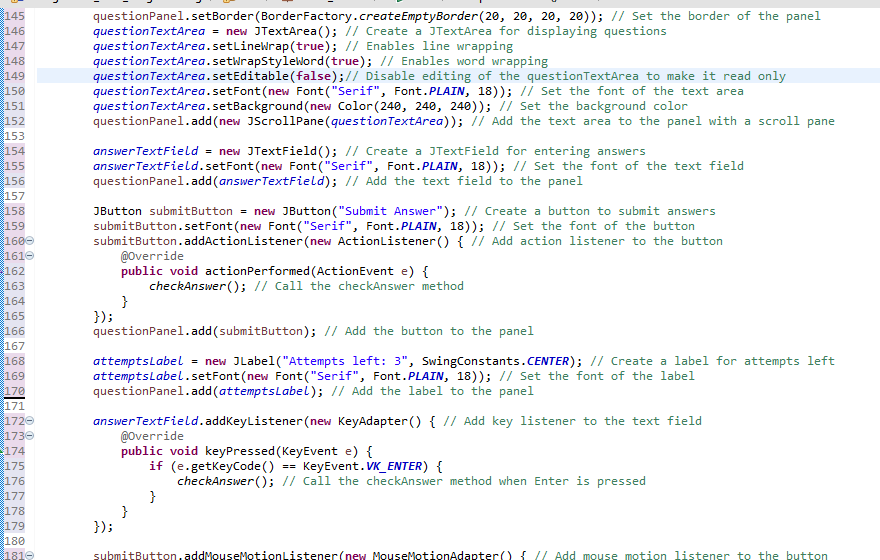 145 questionPanel.setBorder(BorderFactory.createEmptyBorder(20, 20, 20, 20)); // Set the border of the panel
146 questionTextArea = new JTextArea(); // Create a JTextArea for displaying questions
147 questionTextArea.setLineWrap(true); // Enables line wrapping
148 questionTextArea.setWrapStyleWord(true); // Enables word wrapping
149 questionTextArea.setEditable(false);// Disable editing of the questionTextArea to make it read only
150 questionTextArea.setFont(new Font("Serif", Font.PLAIN, 18)); // Set the font of the text area
151 questionTextArea.setBackground(new Color(240, 240, 240)); // Set the background color
152 questionPanel.add(new JScrollPane(questionTextArea)); // Add the text area to the panel with a scroll pane
153
154 answerTextField = new JTextField(); // Create a JTextField for entering answers
155 answerTextField.setFont(new Font("Serif", Font.PLAIN, 18)); // Set the font of the text field
156 questionPanel.add(answerTextField); // Add the text field to the panel
157
158 JButton submitButton = new JButton("Submit Answer"); // Create a button to submit answers
159 submitButton.setFont(new Font("Serif", Font.PLAIN, 18)); // Set the font of the button
160 submitButton.addActionListener(new ActionListener() { // Add action listener to the button
161 @Override
162 public void actionPerformed(ActionEvent e) {
163 checkAnswer(); // Call the checkAnswer method
164 }
165 });
166 questionPanel.add(submitButton); // Add the button to the panel
167
168 attemptsLabel = new JLabel("Attempts left: 3", SwingConstants.CENTER); // Create a label for attempts left
169 attemptsLabel.setFont(new Font("Serif", Font.PLAIN, 18)); // Set the font of the label
170 questionPanel.add(attemptsLabel); // Add the label to the panel
171
172 answerTextField.addKeyListener(new KeyAdapter() { // Add key listener to the text field
173 @Override
174 public void keyPressed(KeyEvent e) {
175 if (e.getKeyCode() == KeyEvent.VK_ENTER) {
176 checkAnswer(); // Call the checkAnswer method when Enter is pressed
177 }
178 }
179 });
180
181 submitButton.addMouseMotionListener(new MouseMotionAdapter() { // Add mouse motion listener to the button